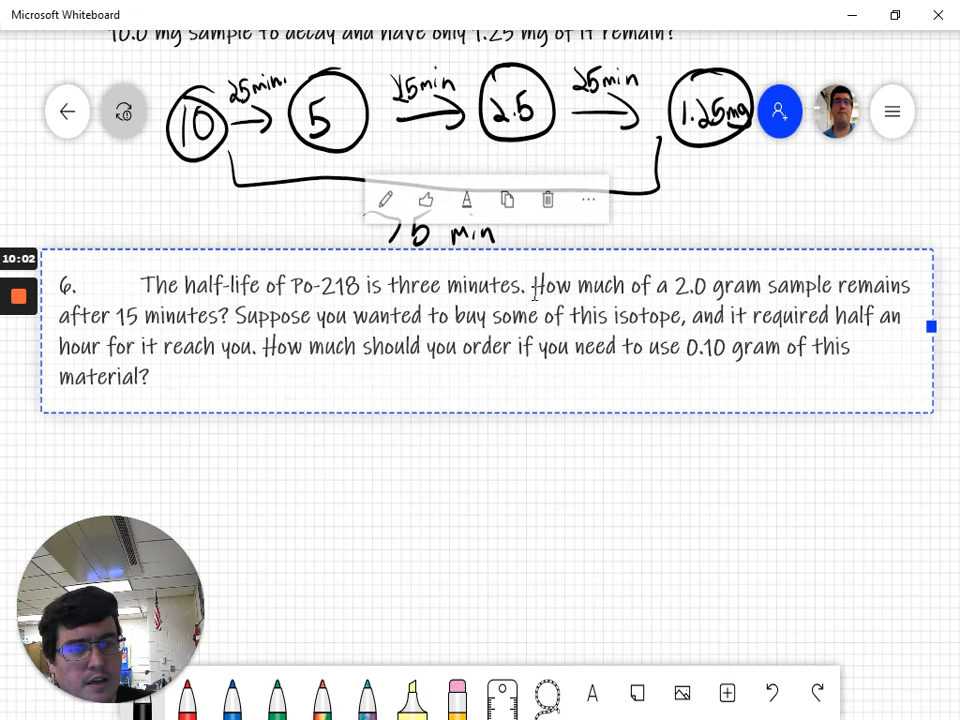 Microsoft Whiteboard
10.0 mg sample to decay and have only 1.25 mg of it remain?
25min. 25min 25min
10 5 2.5 1.25mg
75 min
10:02
6. The half-life of Po-218 is three minutes. How much of a 2.0 gram sample remains
after 15 minutes? Suppose you wanted to buy some of this isotope, and it required half an
hour for it reach you. How much should you order if you need to use 0.10 gram of this
material?